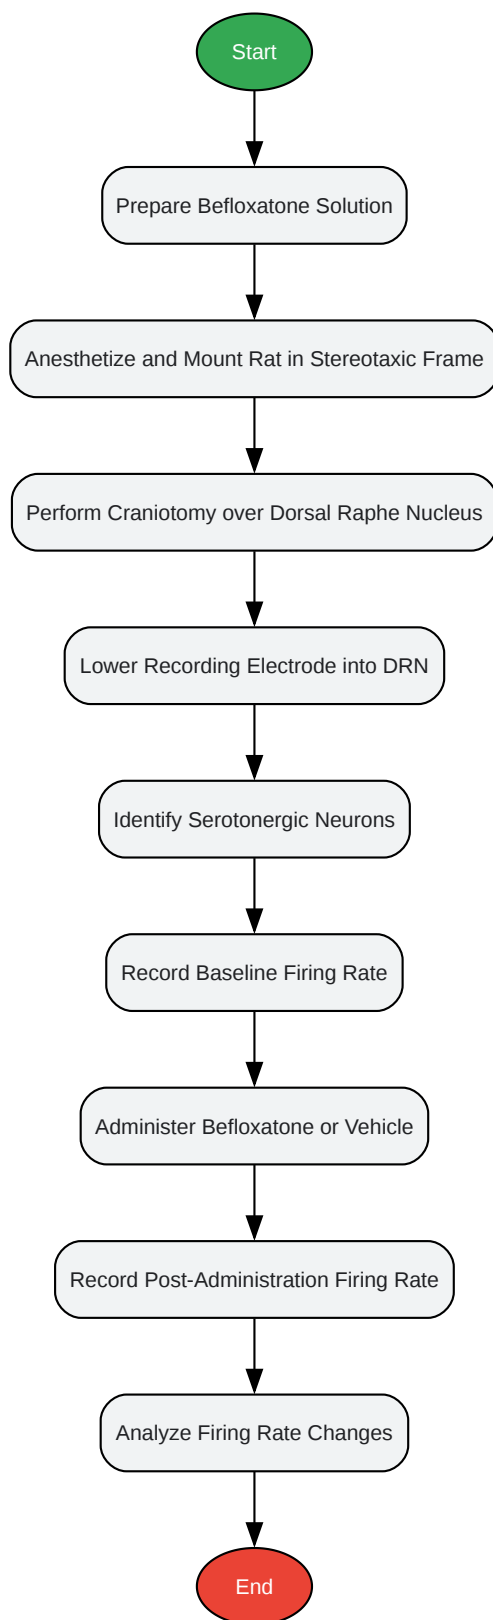 Start
Prepare Befloxatone Solution
Anesthetize and Mount Rat in Stereotaxic Frame
Perform Craniotomy over Dorsal Raphe Nucleus
Lower Recording Electrode into DRN
Identify Serotonergic Neurons
Record Baseline Firing Rate
Administer Befloxatone or Vehicle
Record Post-Administration Firing Rate
Analyze Firing Rate Changes
End